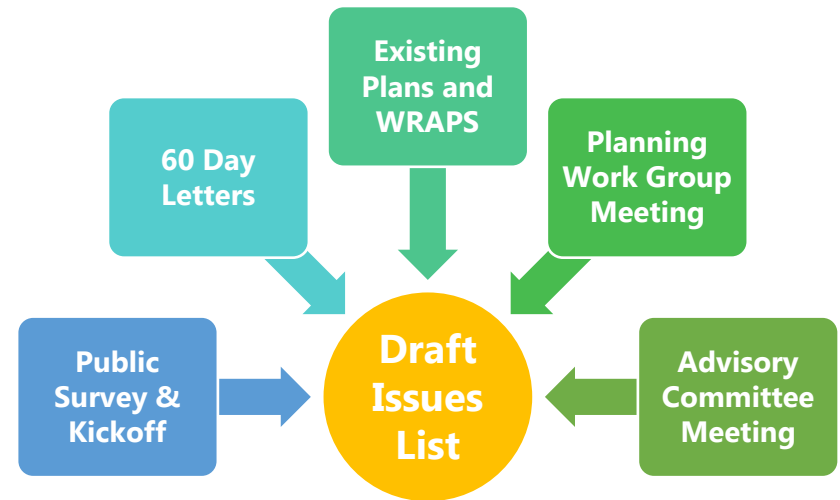 Existing
Plans and
WRAPS
60 Day
Letters
Planning
Work Group
Meeting
Public
Survey &
Kickoff
Draft
Issues
List
Advisory
Committee
Meeting